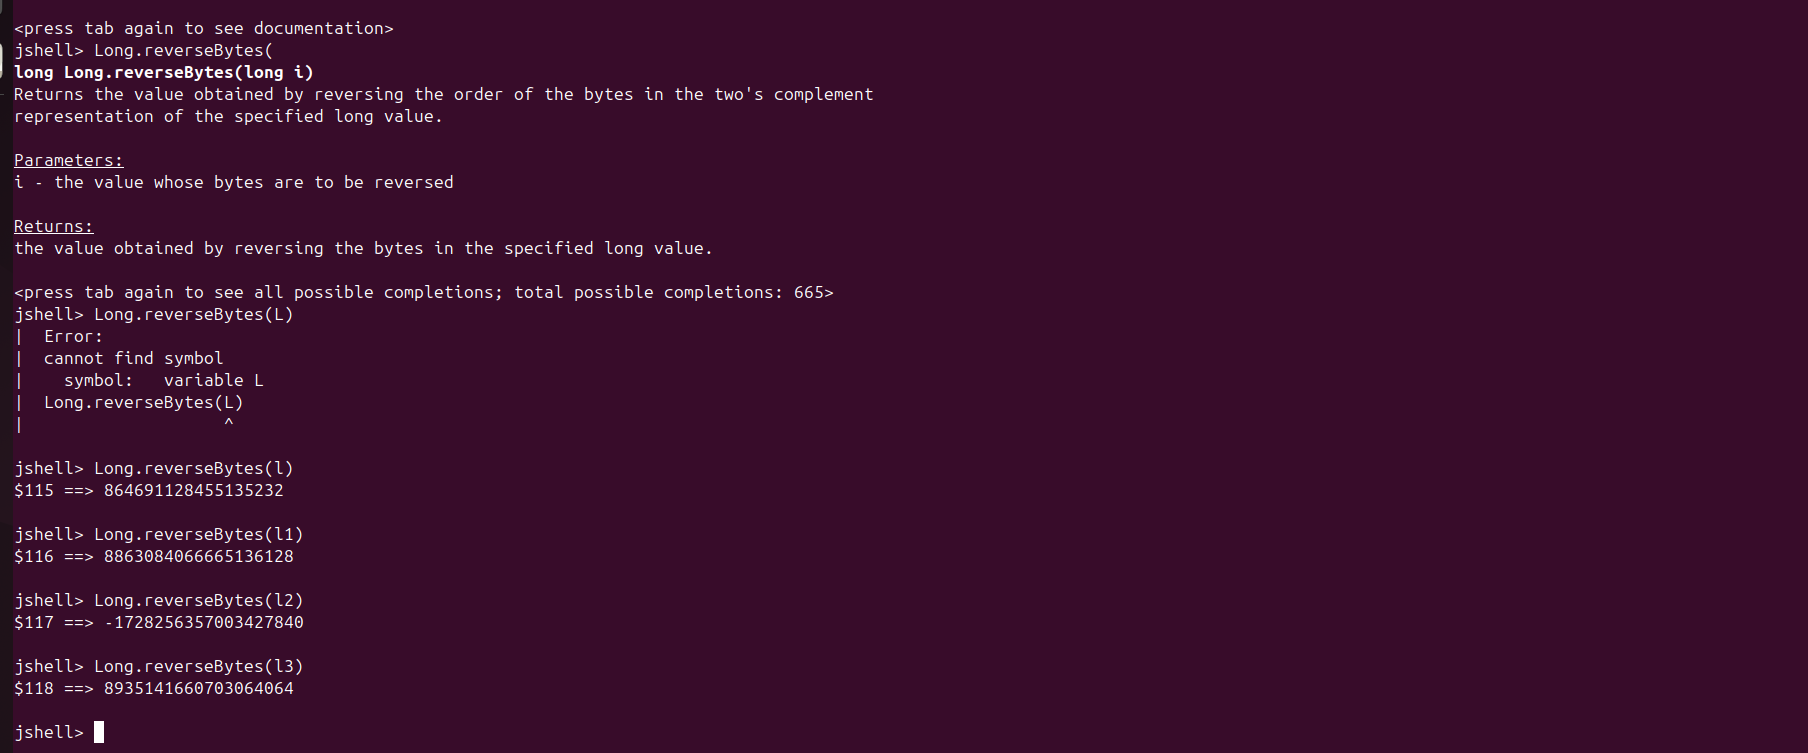 <press tab again to see documentation>
jshell> Long.reverseBytes(
long Long.reverseBytes(long i)
Returns the value obtained by reversing the order of the bytes in the two's complement
representation of the specified long value.

Parameters:
i - the value whose bytes are to be reversed

Returns:
the value obtained by reversing the bytes in the specified long value.

<press tab again to see all possible completions; total possible completions: 665>
jshell> Long.reverseBytes(L)
|  Error:
|  cannot find symbol
|    symbol:   variable L
|  Long.reverseBytes(L)
|                    ^

jshell> Long.reverseBytes(l)
$115 ==> 864691128455135232

jshell> Long.reverseBytes(l1)
$116 ==> 8863084066665136128

jshell> Long.reverseBytes(l2)
$117 ==> -1728256357003427840

jshell> Long.reverseBytes(l3)
$118 ==> 8935141660703064064

jshell>